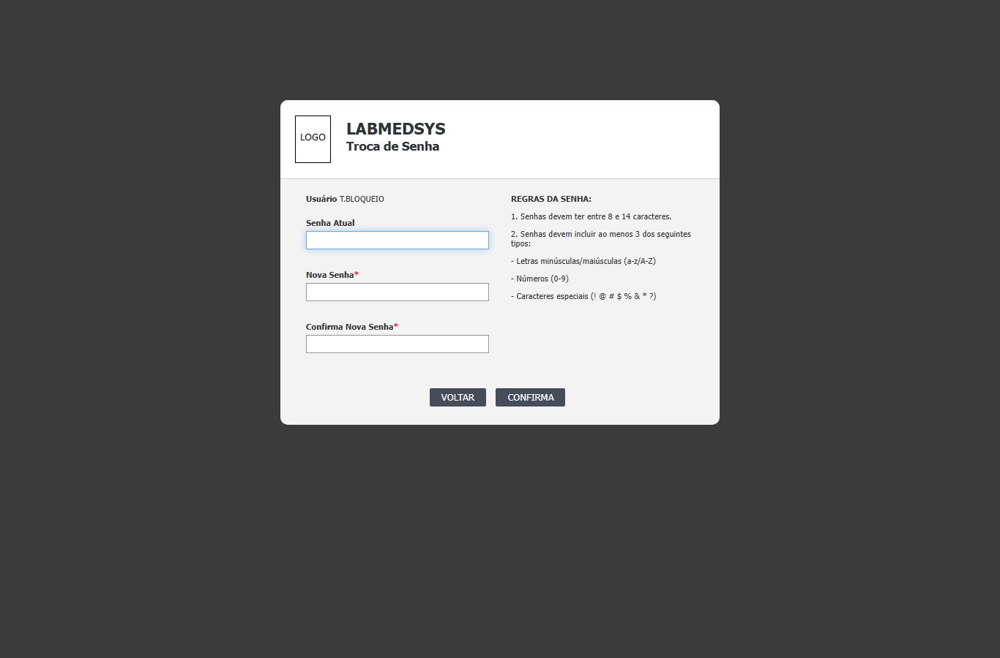 LOGO
LABMEDSYS
Troca de Senha
Usuário T.BLOQUEIO
Senha Atual
Nova Senha*
Confirma Nova Senha*
REGRAS DA SENHA:
1. Senhas devem ter entre 8 e 14 caracteres.
2. Senhas devem incluir ao menos 3 dos seguintes
tipos:
- Letras minúsculas/maiúsculas (a-z/A-Z)
- Números (0-9)
- Caracteres especiais (! @ # $ % & * ?)
VOLTAR
CONFIRMA